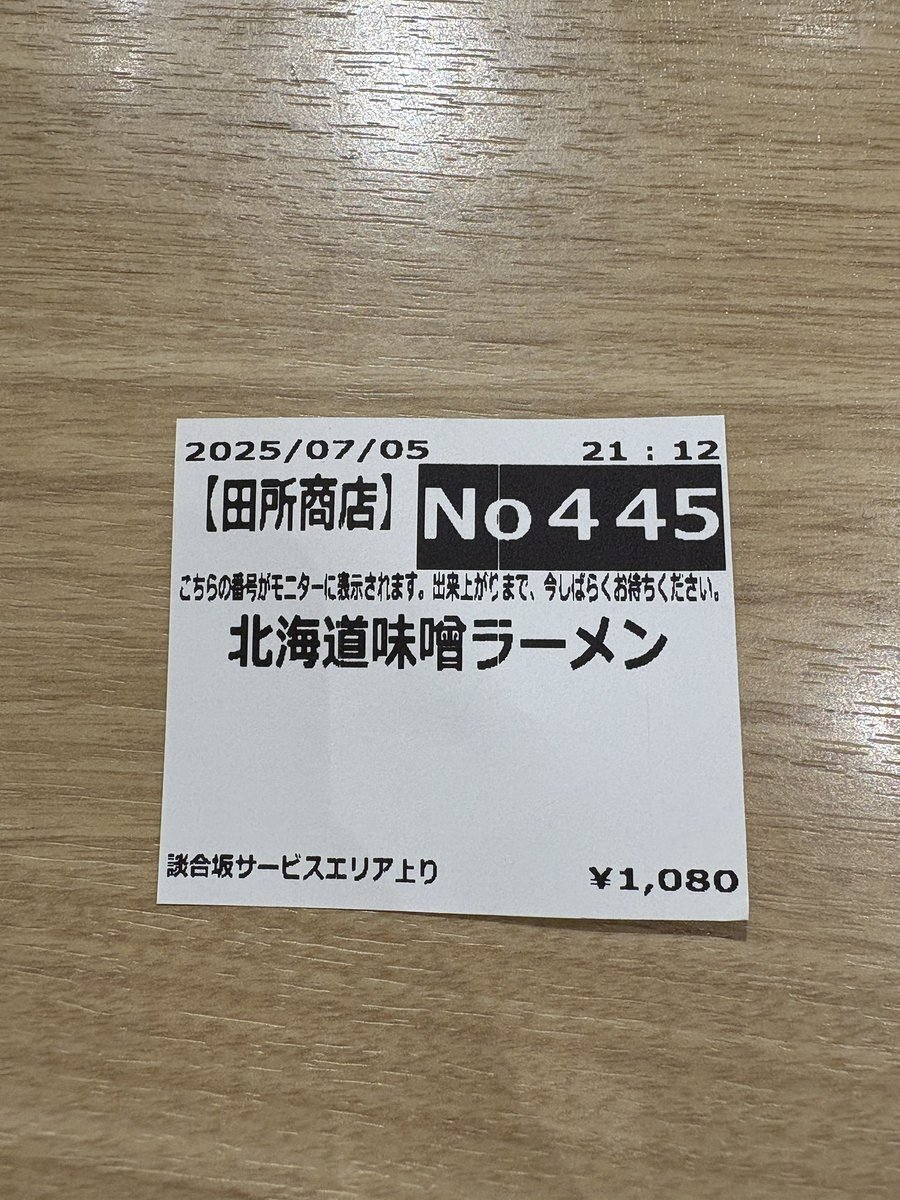 2025/07/05 21:12
【田所商店】 No445
こちらの番号がモニターに表示されます。出来上がりまで、今しばらくお待ちください。
北海道味噌ラーメン
談合坂サービスエリア上り ¥1,080